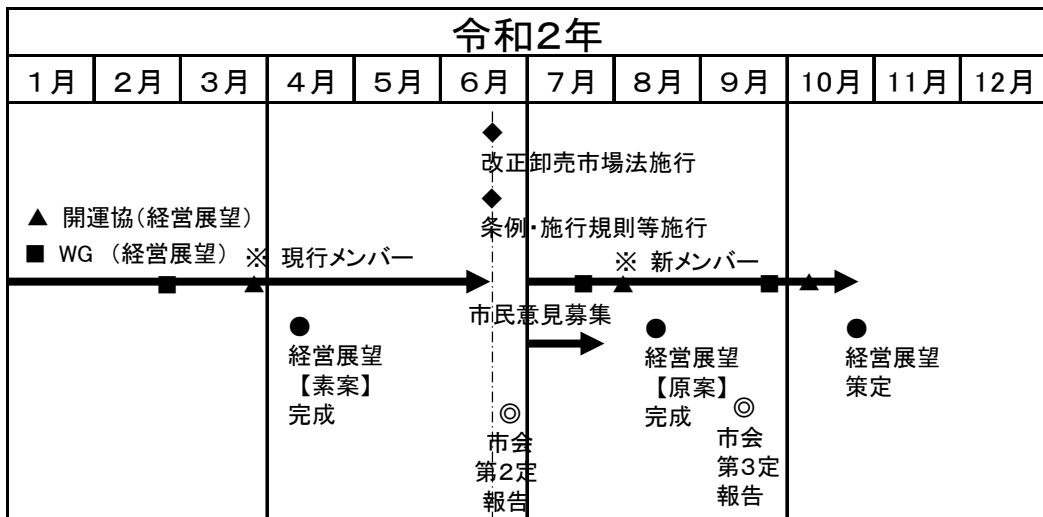 令和2年
1月 2月 3月 4月 5月 6月 7月 8月 9月 10月 11月 12月
◆
改正卸売市場法施行
◆
条例・施行規則等施行
▲ 開運協（経営展望）
■ WG （経営展望）
※ 現行メンバー
※ 新メンバー
市民意見募集
●
経営展望
【素案】
完成
◎
市会
第2定
報告
●
経営展望
【原案】
完成
◎
市会
第3定
報告
●
経営展望
策定